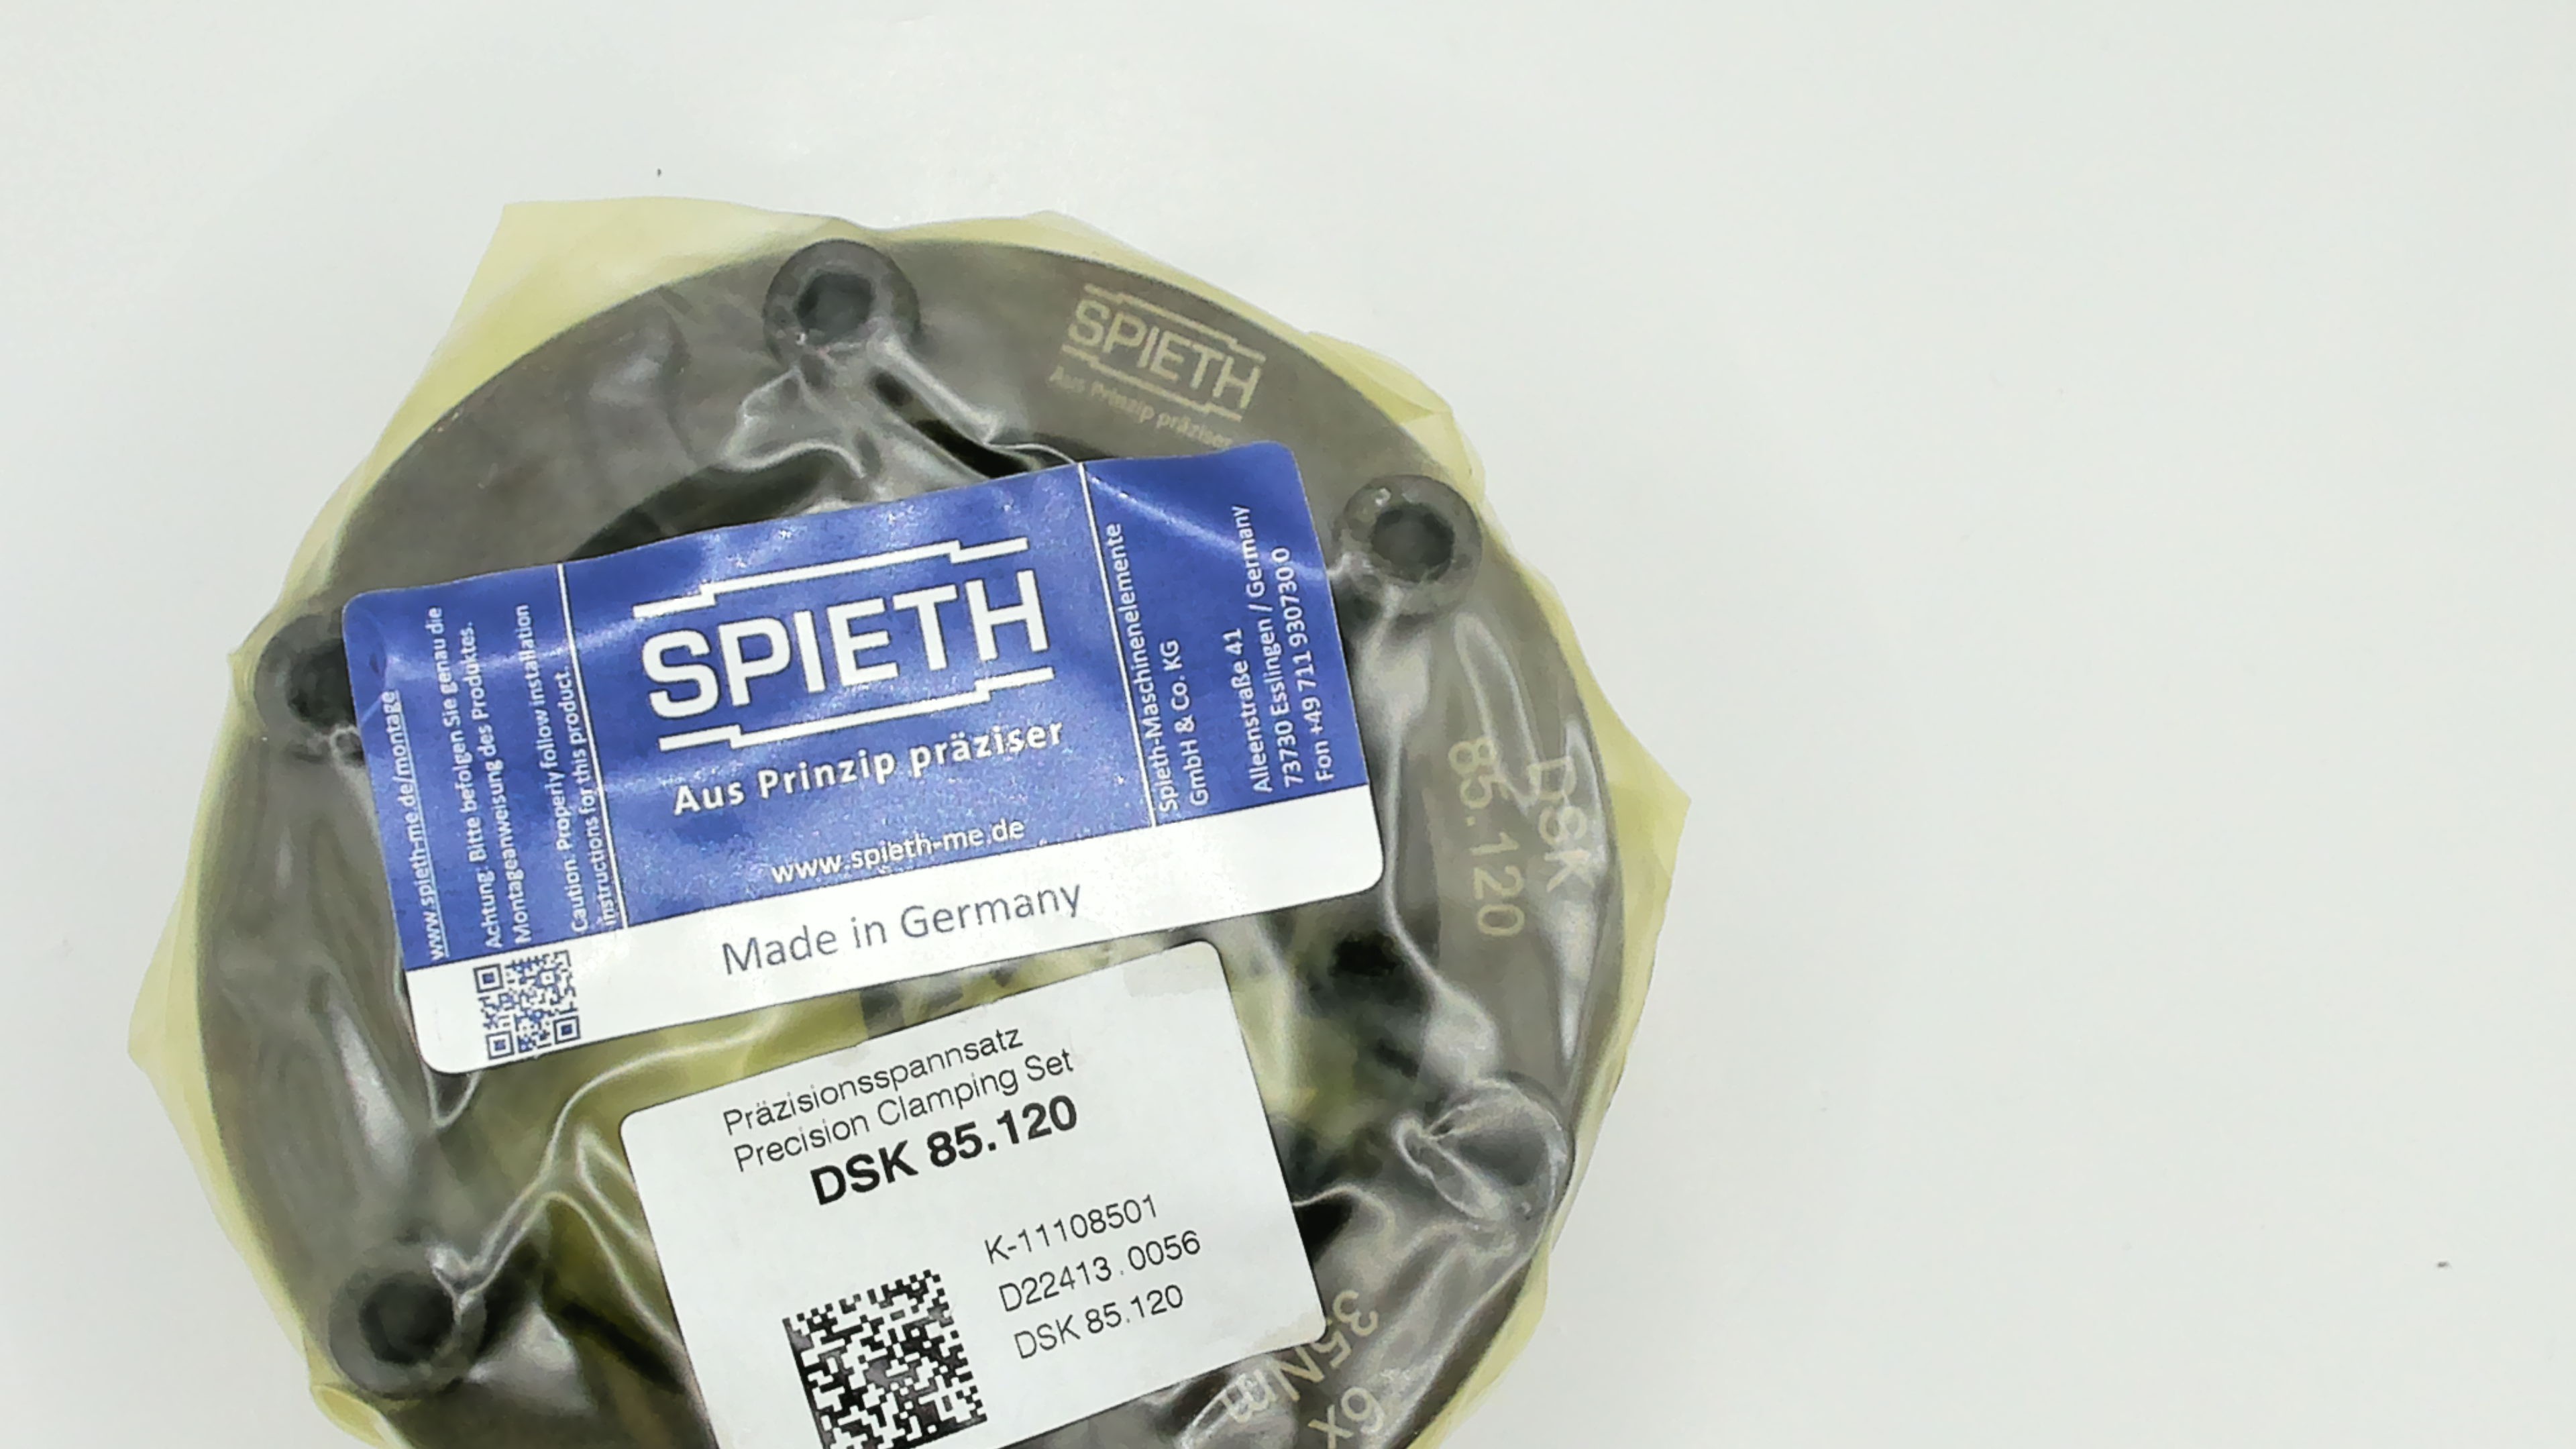 SPIETH
Aus Prinzip präziser
www.spieth-me.de/montage
Achtung: Bitte befolgen Sie genau die
Montageanweisung des Produktes.
Caution: Properly follow installation
instructions for this product.
SPIETH
Aus Prinzip präziser
www.spieth-me.de
Spieth-Maschinenelemente
GmbH & Co. KG
Alleenstraße 41
73730 Esslingen / Germany
Fon +49 711 930730 0
Made in Germany
DSK
85.120
Präzisionsspannsatz
Precision Clamping Set
DSK 85.120
K-11108501
D22413.0056
DSK 85.120
6x
35Nm